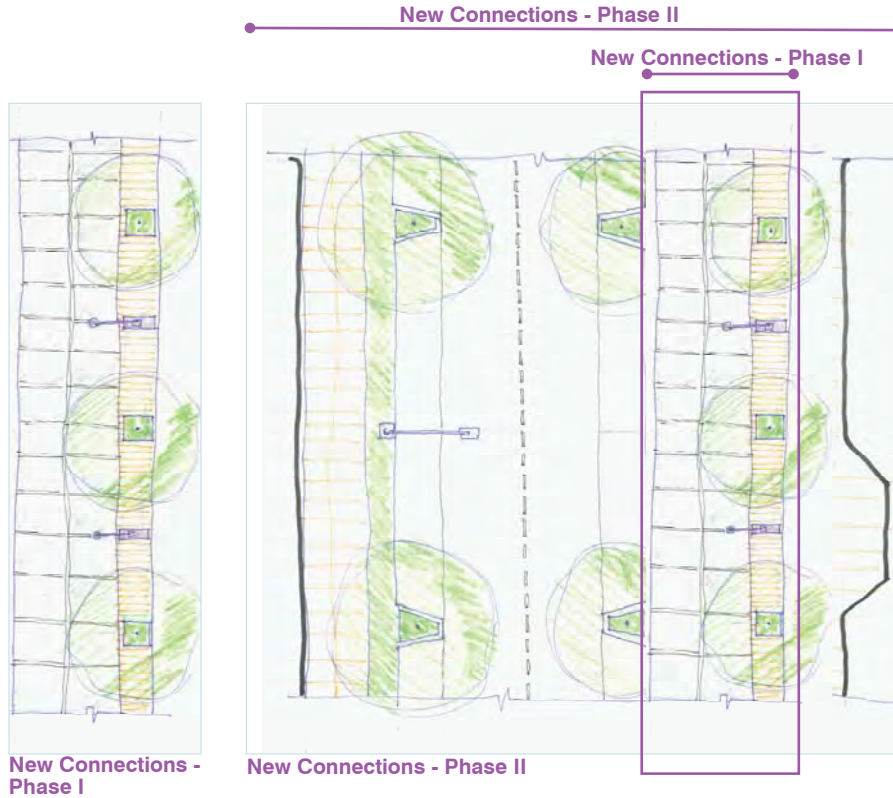 New Connections - Phase II
New Connections - Phase I
New Connections -
Phase I
New Connections - Phase II